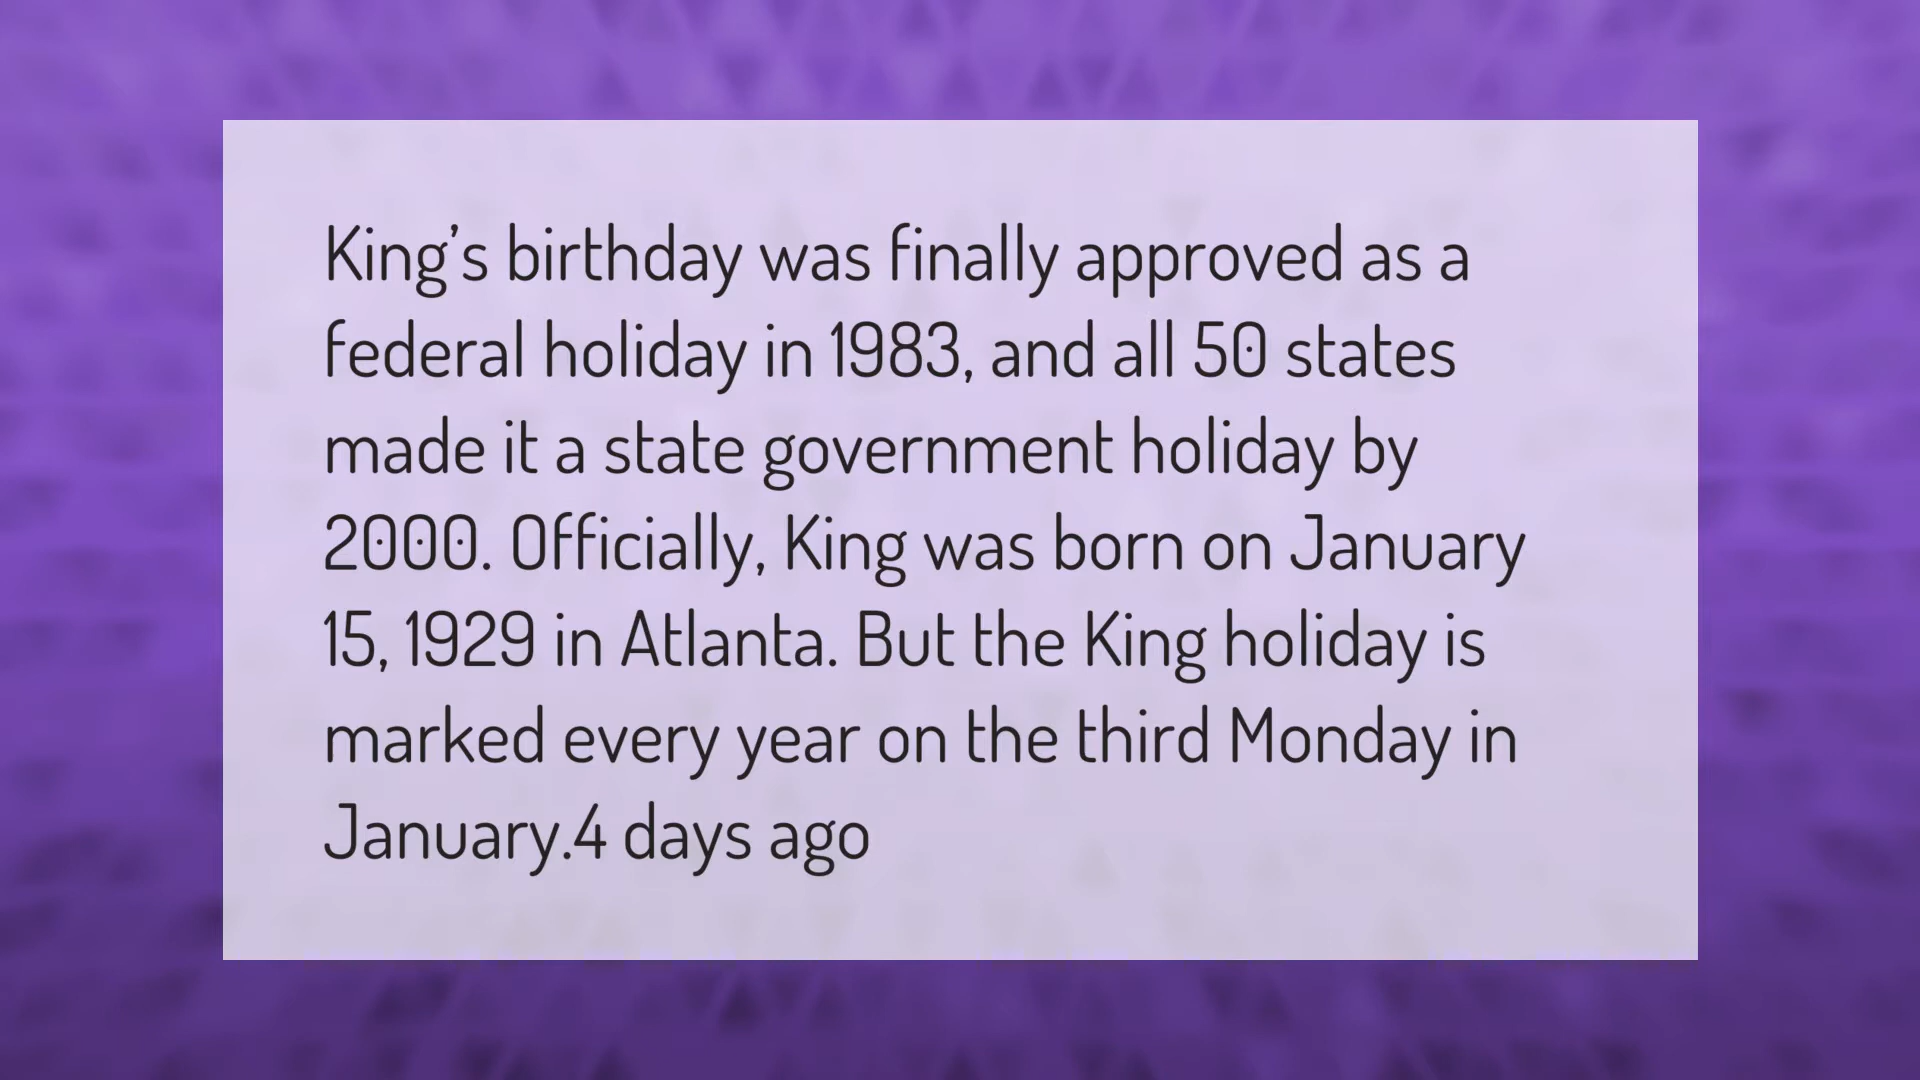 King’s birthday was finally approved as a
federal holiday in 1983, and all 50 states
made it a state government holiday by
2000. Officially, King was born on January
15, 1929 in Atlanta. But the King holiday is
marked every year on the third Monday in
January.4 days ago